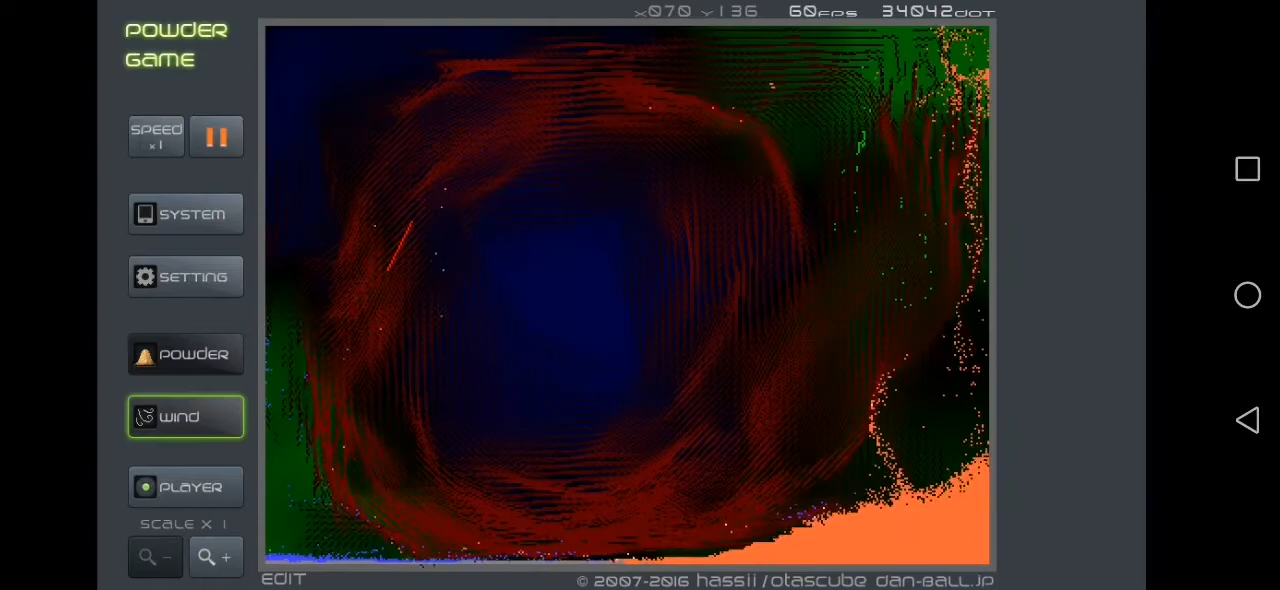 x070 y136 60FPS 34042DOT
POWDER
GAME
SPEED
x1
SYSTEM
SETTING
POWDER
WIND
PLAYER
SCALE X 1
- +
EDIT
© 2007-2016 HASSII/OTASCUBE DAN-BALL.JP